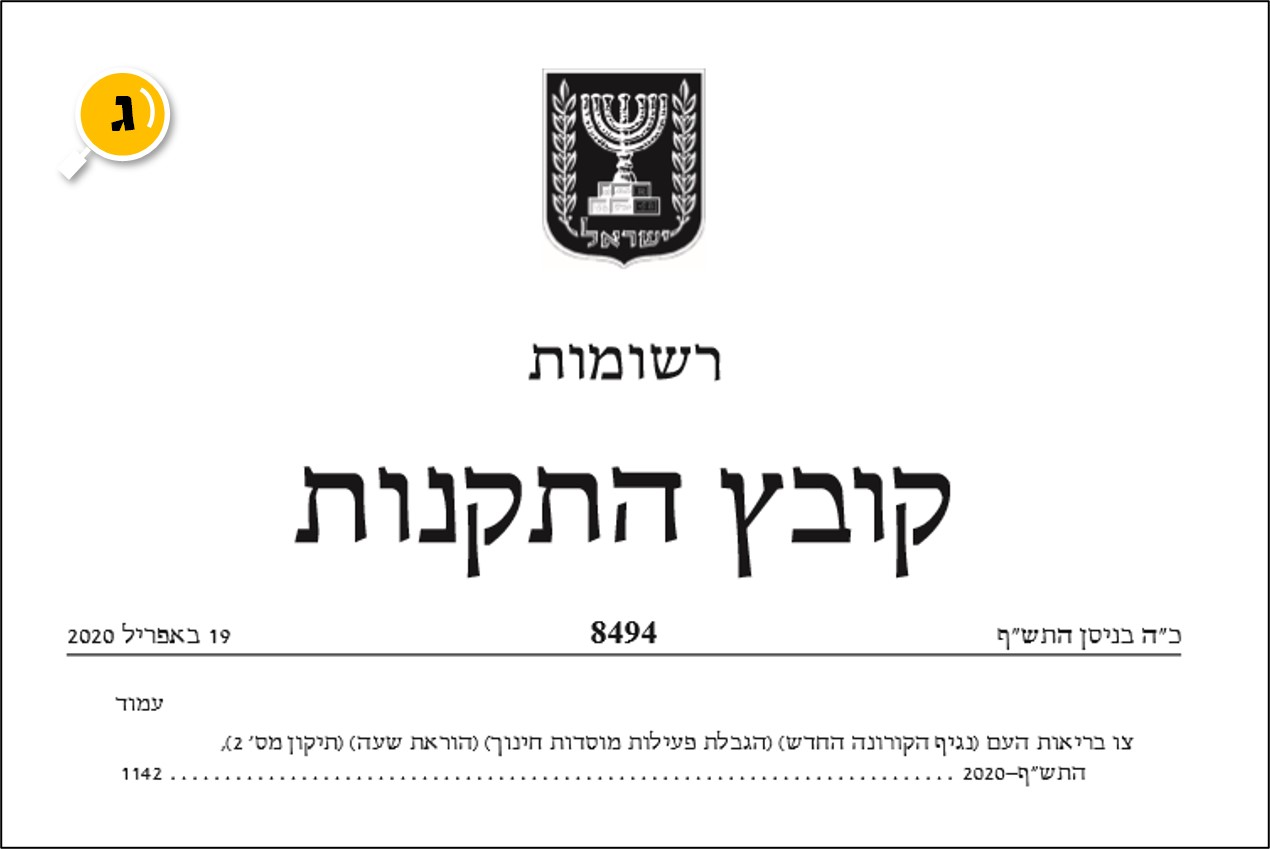 ג
ישראל
רשומות
קובץ התקנות
כ"ה בניסן התש"ף 8494 19 באפריל 2020
עמוד
צו בריאות העם (נגיף הקורונה החדש) (הגבלת פעילות מוסדות חינוך) (הוראת שעה) (תיקון מס' 2),
התש"ף–2020 . . . . . . . . . . . . . . . . . . . . . . . . . . . . . . . . . . . . . . . . . . . . . . . . . . . . . . . . . . . . . . . . . . . . . . . . . 1142